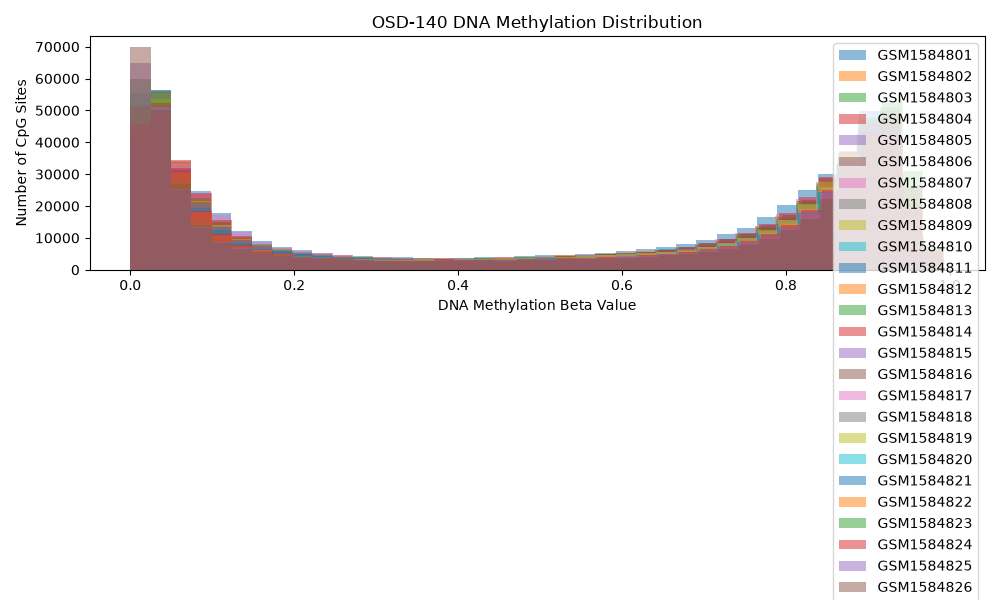 OSD-140 DNA Methylation Distribution
Number of CpG Sites
70000
60000
50000
40000
30000
20000
10000
0
0.0
0.2
0.4
0.6
0.8
DNA Methylation Beta Value
GSM1584801
GSM1584802
GSM1584803
GSM1584804
GSM1584805
GSM1584806
GSM1584807
GSM1584808
GSM1584809
GSM1584810
GSM1584811
GSM1584812
GSM1584813
GSM1584814
GSM1584815
GSM1584816
GSM1584817
GSM1584818
GSM1584819
GSM1584820
GSM1584821
GSM1584822
GSM1584823
GSM1584824
GSM1584825
GSM1584826